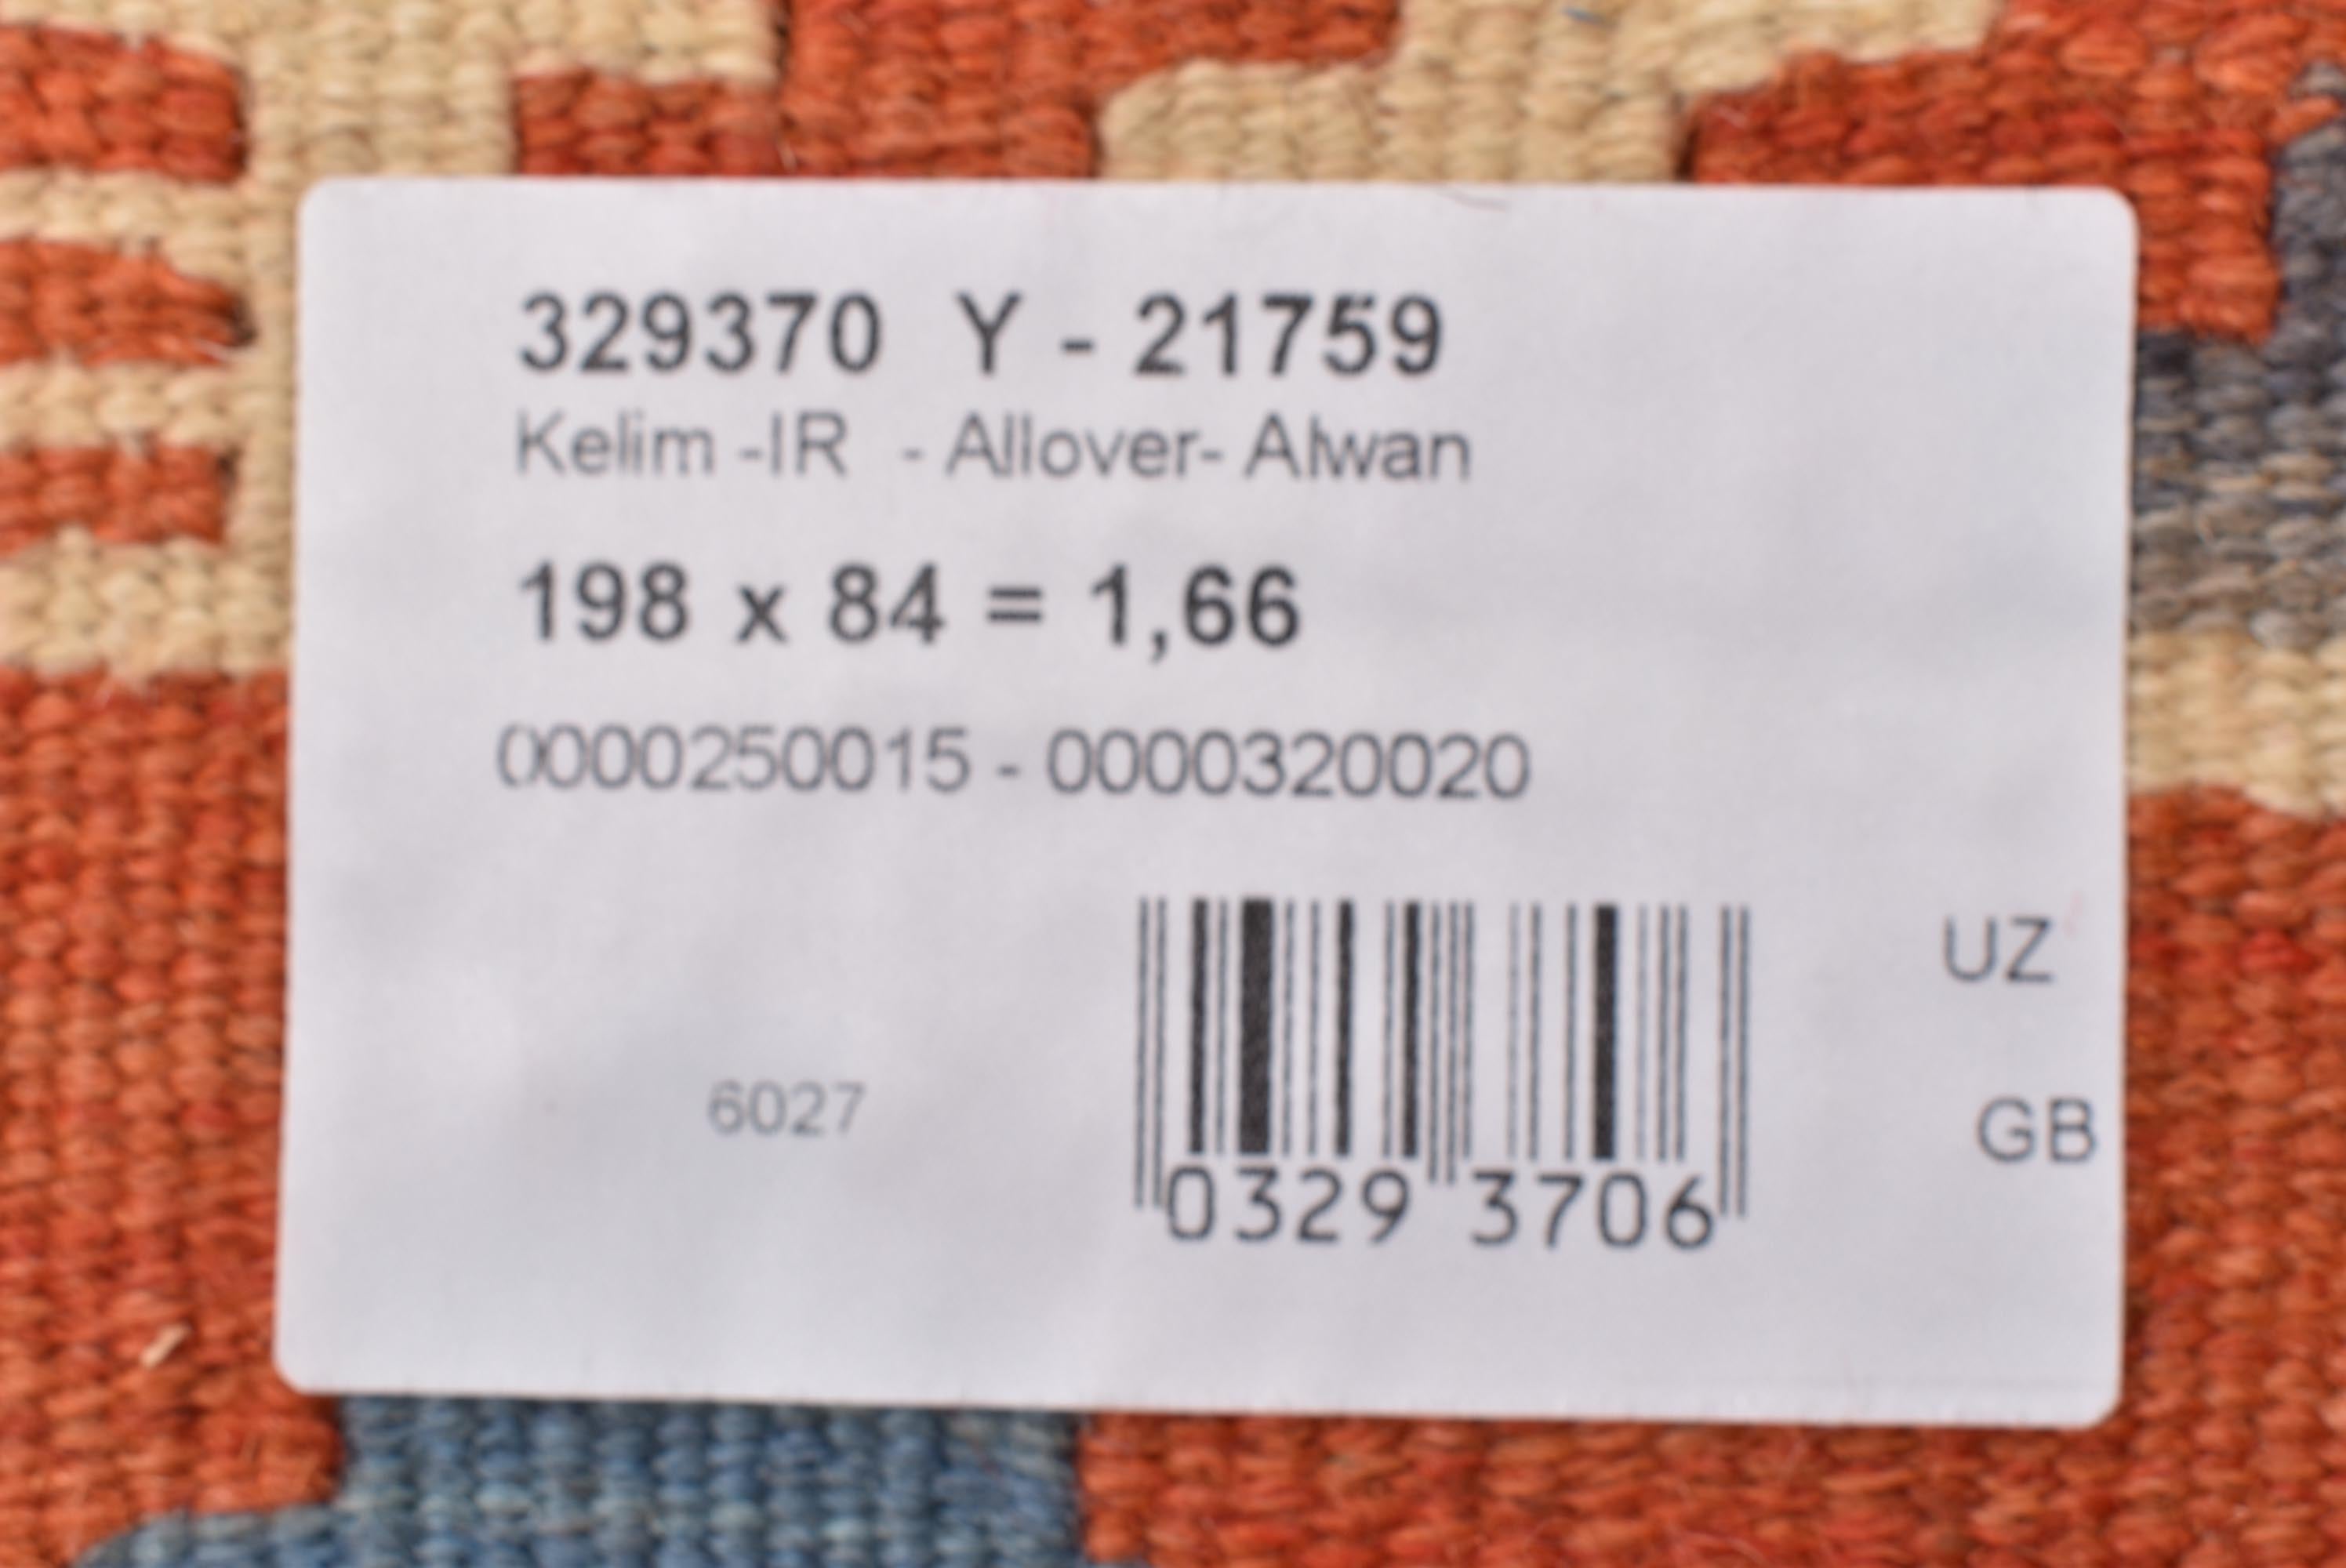 329370 Y - 21759
Kelim -IR - Allover- Alwan
198 x 84 = 1,66
0000250015 - 0000320020
UZ
6027
GB
0329 3706